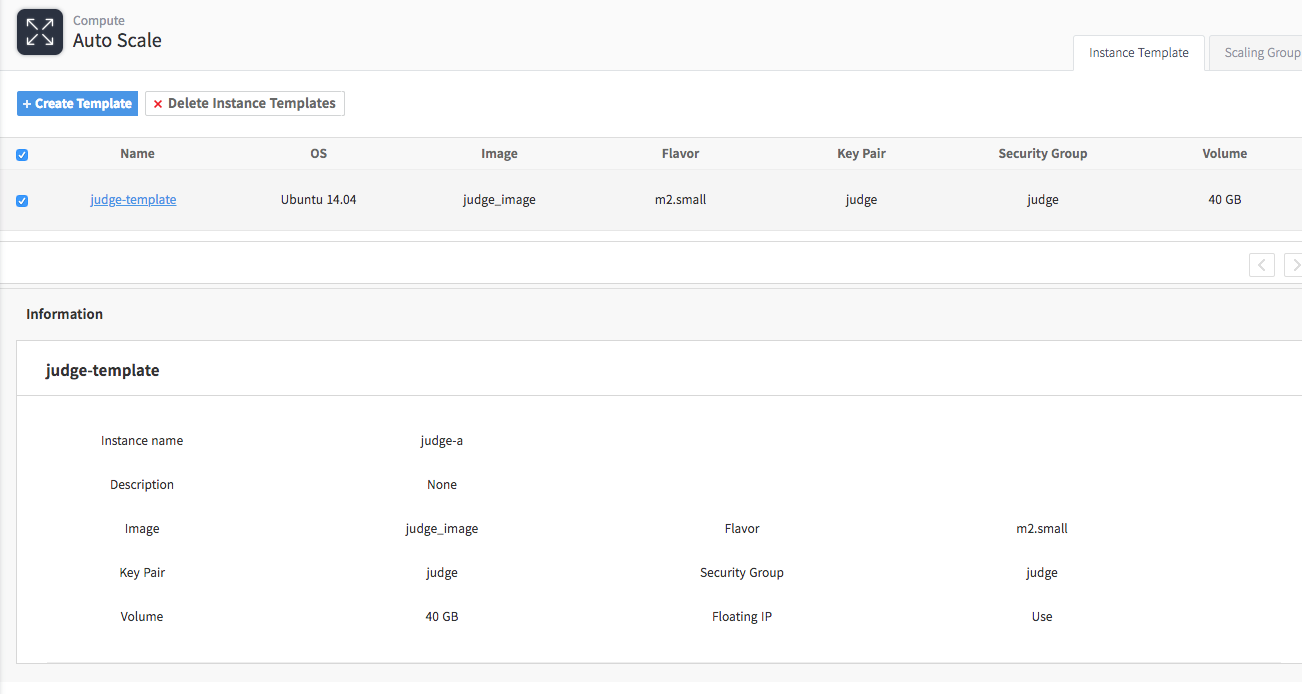 Compute
Auto Scale
Instance Template Scaling Group
+ Create Template × Delete Instance Templates
Name OS Image Flavor Key Pair Security Group Volume
judge-template Ubuntu 14.04 judge_image m2.small judge judge 40 GB
Information
judge-template
Instance name judge-a
Description None
Image judge_image Flavor m2.small
Key Pair judge Security Group judge
Volume 40 GB Floating IP Use